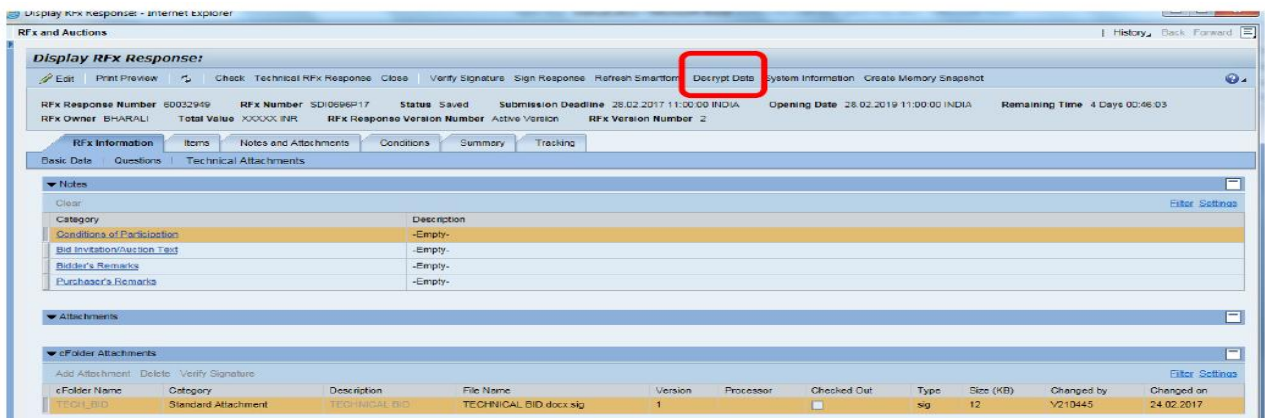 Display RFx Response: - Internet Explorer
RFx and Auctions History Back Forward
Display RFx Response:
Edit Print Preview Check Technical RFx Response Close Verify Signature Sign Response Refresh Smartform Decrypt Data System Information Create Memory Snapshot
RFx Response Number 60032949 RFx Number SDI0696P17 Status Saved Submission Deadline 28.02.2017 11:00:00 INDIA Opening Date 28.02.2019 11:00:00 INDIA Remaining Time 4 Days 00:46:03
RFx Owner BHARALI Total Value XXXXX INR RFx Response Version Number Active Version RFx Version Number 2
RFx Information Items Notes and Attachments Conditions Summary Tracking
Basic Data Questions Technical Attachments
Notes
Clear Filter Settings
Category Description
Conditions of Participation -Empty-
Bid Invitation/Auction Text -Empty-
Bidder's Remarks -Empty-
Purchaser's Remarks -Empty-
Attachments
cFolder Attachments
Add Attachment Delete Verify Signature Filter Settings
cFolder Name Category Description File Name Version Processor Checked Out Type Size (KB) Changed by Changed on
TECH_BID Standard Attachment TECHNICAL BID TECHNICAL BID.docx.sig 1 sig 12 V210445 24.02.2017